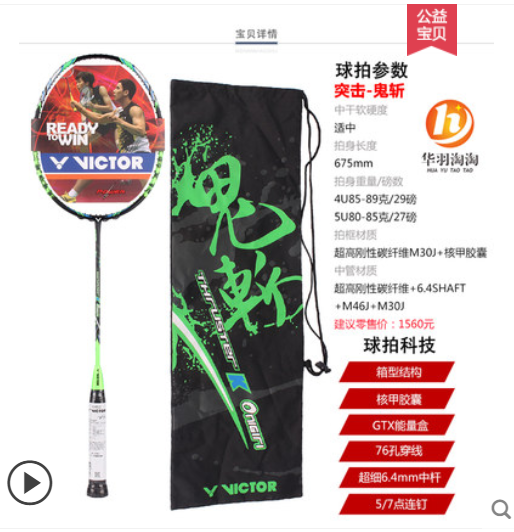 公益
宝贝
宝贝详情
READY
TO WIN
VICTOR
鬼
斬
THRUSTER K
ONIGIRI
VICTOR
球拍参数
突击-鬼斩
中干软硬度
适中
拍身长度
675mm
拍身重量/磅数
4U85-89克/29磅
5U80-85克/27磅
拍框材质
超高刚性碳纤维M30J+核甲胶囊
中管材质
超高刚性碳纤维+6.4SHAFT
+M46J+M30J
建议零售价：1560元
华羽淘淘
HUA YU TAO TAO
球拍科技
箱型结构
核甲胶囊
GTX能量盒
76孔穿线
超细6.4mm中杆
5/7点连钉